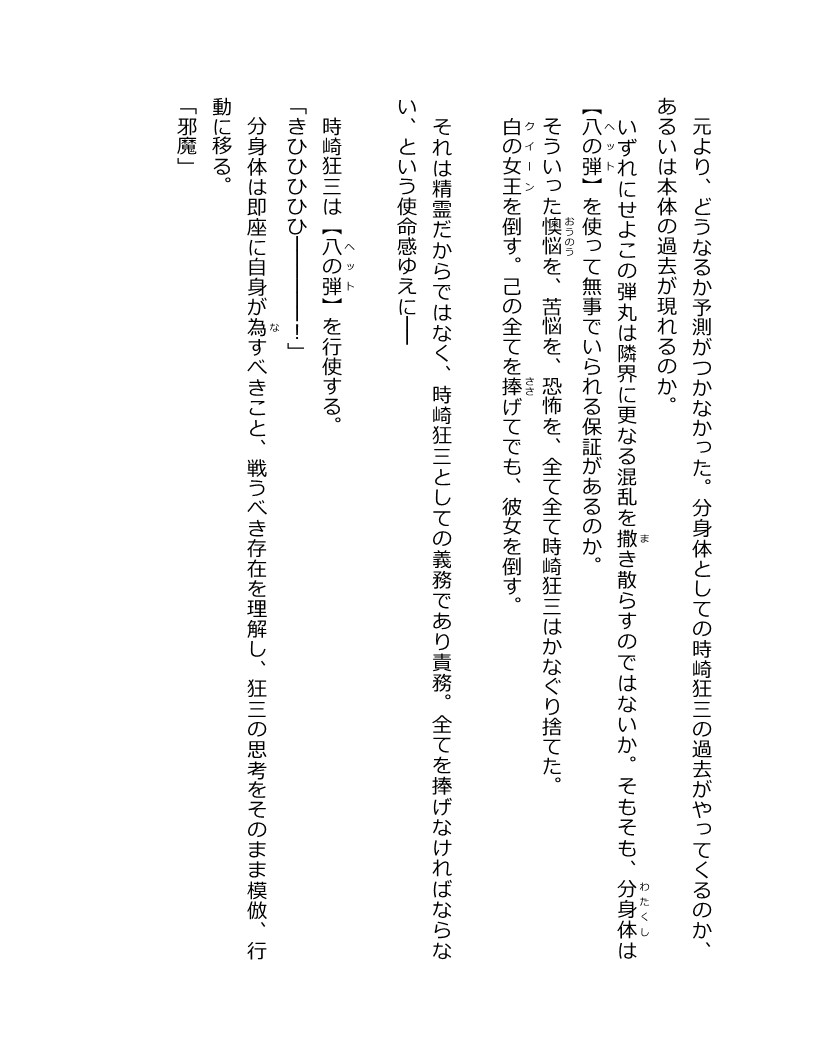 元より、どうなるか予測がつかなかった。分身体としての時崎狂三の過去がやってくるのか、
あるいは本体の過去が現れるのか。
いずれにせよこの弾丸は隣界に更なる混乱を撒き散らすのではないか。そもそも、分身体は
【八の弾】を使って無事でいられる保証があるのか。
そういった懊悩を、苦悩を、恐怖を、全て全て時崎狂三はかなぐり捨てた。
白の女王を倒す。己の全てを捧げてでも、彼女を倒す。
それは精霊だからではなく、時崎狂三としての義務であり責務。全てを捧げなければならな
い、という使命感ゆえに――
時崎狂三は【八の弾】を行使する。
「きひひひひひ――――！」
分身体は即座に自身が為すべきこと、戦うべき存在を理解し、狂三の思考をそのまま模倣、行
動に移る。
「邪魔」